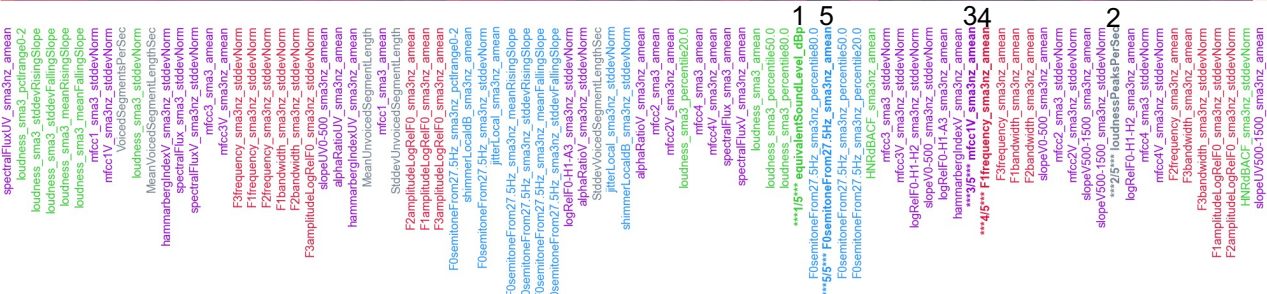 1 5 34 2
spectralFluxUV_sma3nz_amean
loudness_sma3_pctlrange0-2
loudness_sma3_stddevRisingSlope
loudness_sma3_stddevFallingSlope
loudness_sma3_meanRisingSlope
loudness_sma3_meanFallingSlope
mfcc1_sma3_stddevNorm
mfcc1V_sma3nz_stddevNorm
VoicedSegmentsPerSec
loudness_sma3_stddevNorm
MeanVoicedSegmentLengthSec
hammarbergIndexV_sma3nz_stddevNorm
spectralFlux_sma3_stddevNorm
spectralFluxV_sma3nz_stddevNorm
mfcc3_sma3_amean
mfcc3V_sma3nz_amean
F3frequency_sma3nz_stddevNorm
F1frequency_sma3nz_stddevNorm
F2frequency_sma3nz_stddevNorm
F1bandwidth_sma3nz_stddevNorm
F2bandwidth_sma3nz_stddevNorm
F3amplitudeLogRelF0_sma3nz_stddevNorm
slopeUV0-500_sma3nz_amean
alphaRatioUV_sma3nz_amean
hammarbergIndexUV_sma3nz_amean
MeanUnvoicedSegmentLength
mfcc1_sma3_amean
StddevUnvoicedSegmentLength
F2amplitudeLogRelF0_sma3nz_amean
F1amplitudeLogRelF0_sma3nz_amean
F3amplitudeLogRelF0_sma3nz_amean
F0semitoneFrom27.5Hz_sma3nz_pctlrange0-2
shimmerLocaldB_sma3nz_amean
F0semitoneFrom27.5Hz_sma3nz_stddevNorm
jitterLocal_sma3nz_amean
F0semitoneFrom27.5Hz_sma3nz_meanRisingSlope
0semitoneFrom27.5Hz_sma3nz_stddevRisingSlope
0semitoneFrom27.5Hz_sma3nz_stddevFallingSlope
F0semitoneFrom27.5Hz_sma3nz_meanFallingSlope
logRelF0-H1-A3_sma3nz_stddevNorm
alphaRatioV_sma3nz_stddevNorm
StddevVoicedSegmentLengthSec
jitterLocal_sma3nz_stddevNorm
shimmerLocaldB_sma3nz_stddevNorm
alphaRatioV_sma3nz_amean
mfcc2_sma3_amean
mfcc2V_sma3nz_amean
loudness_sma3_percentile20.0
mfcc4_sma3_amean
mfcc4V_sma3nz_amean
spectralFlux_sma3_amean
spectralFluxV_sma3nz_amean
loudness_sma3_amean
loudness_sma3_percentile50.0
loudness_sma3_percentile80.0
***1/5*** equivalentSoundLevel_dBp
F0semitoneFrom27.5Hz_sma3nz_percentile80.0
***5/5*** F0semitoneFrom27.5Hz_sma3nz_amean
F0semitoneFrom27.5Hz_sma3nz_percentile50.0
HNRdBACF_sma3nz_amean
mfcc3_sma3_stddevNorm
mfcc3V_sma3nz_stddevNorm
logRelF0-H1-H2_sma3nz_stddevNorm
slopeV0-500_sma3nz_stddevNorm
logRelF0-H1-A3_sma3nz_amean
hammarbergIndexV_sma3nz_amean
***3/5*** mfcc1V_sma3nz_amean
***4/5*** F1frequency_sma3nz_amean
F3frequency_sma3nz_amean
F1bandwidth_sma3nz_amean
F2bandwidth_sma3nz_amean
slopeV0-500_sma3nz_amean
mfcc2_sma3_stddevNorm
mfcc2V_sma3nz_stddevNorm
slopeV500-1500_sma3nz_amean
slopeV500-1500_sma3nz_stddevNorm
***2/5*** loudnessPeaksPerSec
logRelF0-H1-H2_sma3nz_amean
mfcc4_sma3_stddevNorm
mfcc4V_sma3nz_stddevNorm
F2frequency_sma3nz_amean
F3bandwidth_sma3nz_amean
F3bandwidth_sma3nz_stddevNorm
F1amplitudeLogRelF0_sma3nz_stddevNorm
F2amplitudeLogRelF0_sma3nz_stddevNorm
HNRdBACF_sma3nz_stddevNorm
slopeUV500-1500_sma3nz_amean